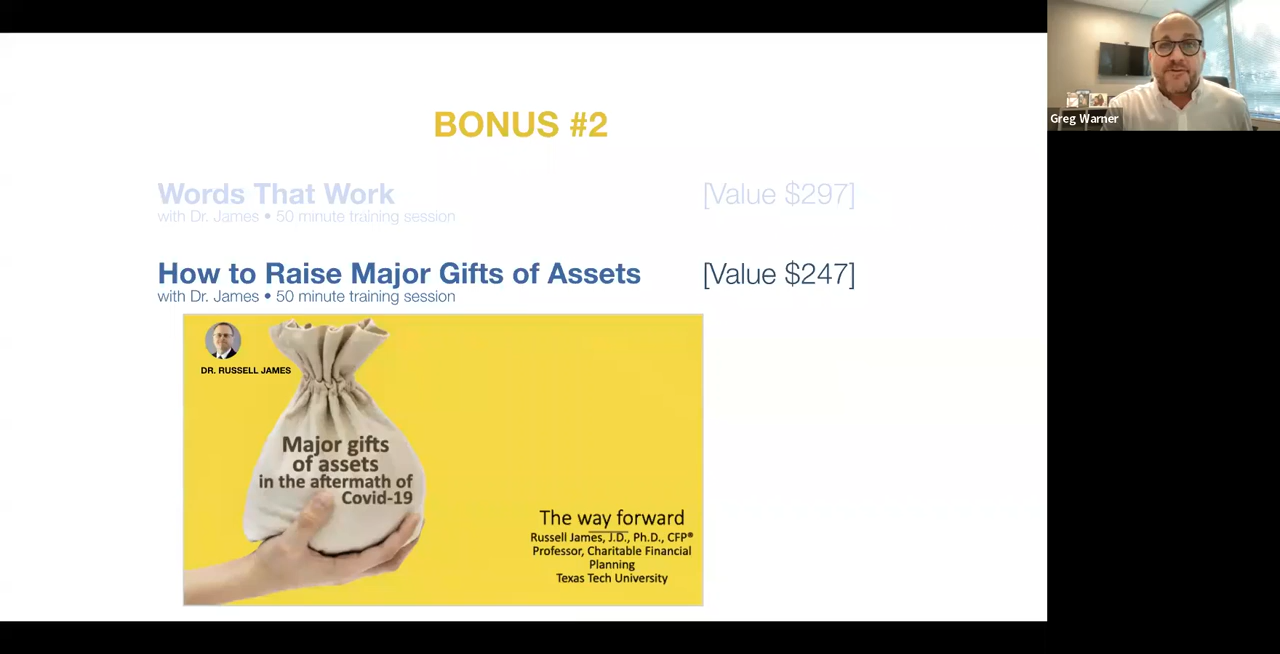 BONUS #2
Words That Work
[Value $297]
with Dr. James • 50 minute training session
How to Raise Major Gifts of Assets
[Value $247]
with Dr. James • 50 minute training session
DR. RUSSELL JAMES
Major gifts
of assets
in the aftermath of
Covid-19
The way forward
Russell James, J.D., Ph.D., CFP®
Professor, Charitable Financial
Planning
Texas Tech University
Greg Warner